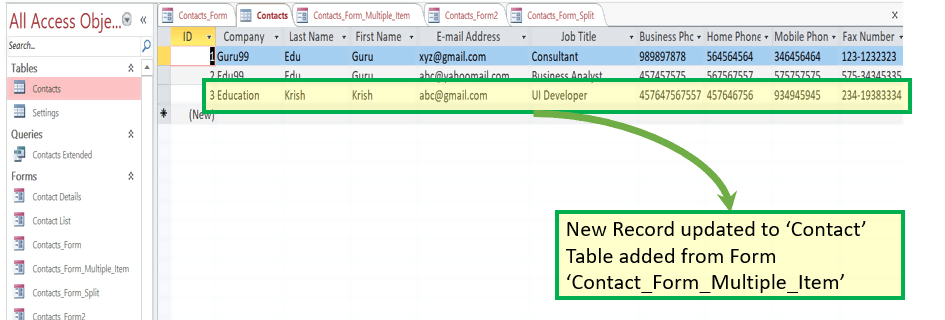 Contacts_Form Contacts Contacts_Form_Multiple_Item Contacts_Form2 Contacts_Form_Split x
All Access Obje... «
Search...
Tables
Contacts
Settings
Queries
Contacts Extended
Forms
Contact Details
Contact List
Contacts_Form
Contacts_Form_Multiple_Item
Contacts_Form_Split
Contacts_Form2
ID Company Last Name First Name E-mail Address Job Title Business Phc Home Phone Mobile Phon Fax Number
1 Guru99 Edu Guru xyz@gmail.com Consultant 989897878 564564564 346456464 123-1232323
2 Edu99 Edu Guru abc@yahoomail.com Business Analyst 457457575 567567557 575757575 575-34345335
3 Education Krish Krish abc@gmail.com UI Developer 457647567557 457646756 934945945 234-19383334
(New)
New Record updated to ‘Contact’
Table added from Form
‘Contact_Form_Multiple_Item’